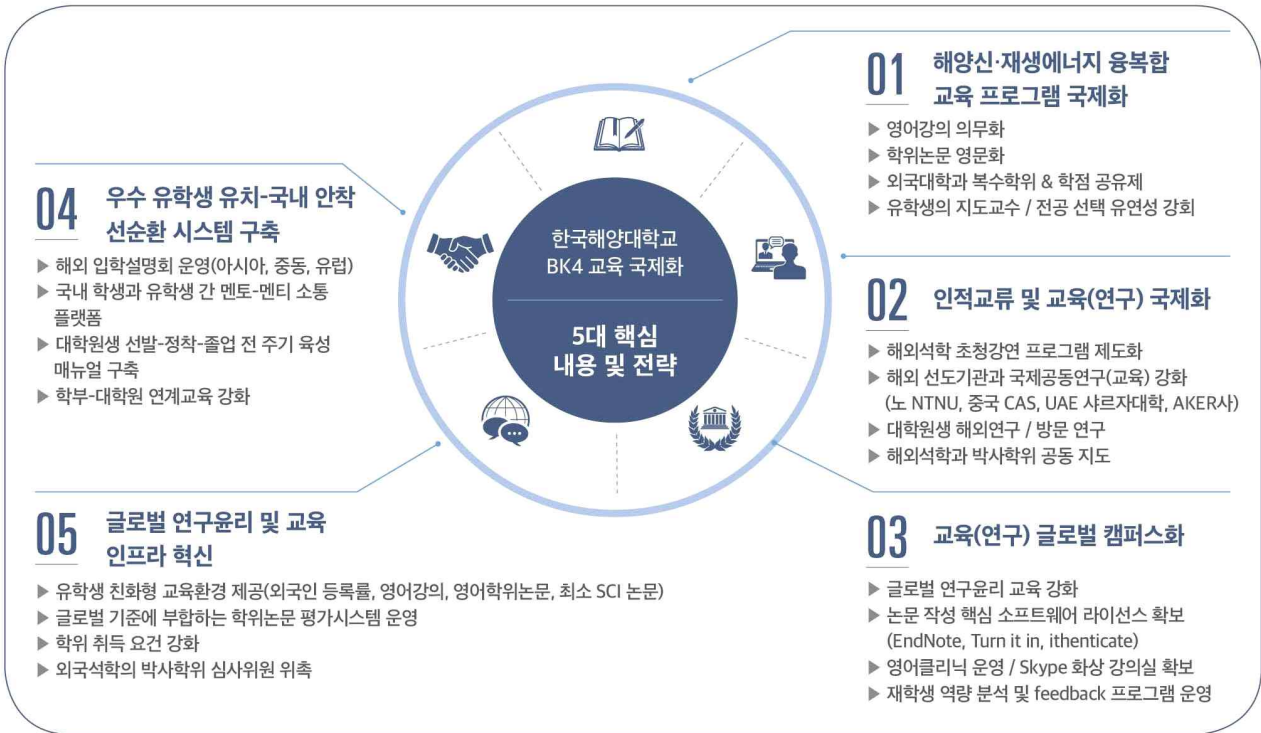 한국해양대학교
BK4 교육 국제화
5대 핵심
내용 및 전략
01
해양신·재생에너지 융복합
교육 프로그램 국제화
▶ 영어강의 의무화
▶ 학위논문 영문화
▶ 외국대학과 복수학위 & 학점 공유제
▶ 유학생의 지도교수 / 전공 선택 유연성 강회
02
인적교류 및 교육(연구) 국제화
▶ 해외석학 초청강연 프로그램 제도화
▶ 해외 선도기관과 국제공동연구(교육) 강화
(노 NTNU, 중국 CAS, UAE 샤르자대학, AKER사)
▶ 대학원생 해외연구 / 방문 연구
▶ 해외석학과 박사학위 공동 지도
03
교육(연구) 글로벌 캠퍼스화
▶ 글로벌 연구윤리 교육 강화
▶ 논문 작성 핵심 소프트웨어 라이선스 확보
(EndNote, Turn it in, ithenticate)
▶ 영어클리닉 운영 / Skype 화상 강의실 확보
▶ 재학생 역량 분석 및 feedback 프로그램 운영
04
우수 유학생 유치-국내 안착
선순환 시스템 구축
▶ 해외 입학설명회 운영(아시아, 중동, 유럽)
▶ 국내 학생과 유학생 간 멘토-멘티 소통
플랫폼
▶ 대학원생 선발-정착-졸업 전 주기 육성
매뉴얼 구축
▶ 학부-대학원 연계교육 강화
05
글로벌 연구윤리 및 교육
인프라 혁신
▶ 유학생 친화형 교육환경 제공(외국인 등록률, 영어강의, 영어학위논문, 최소 SCI 논문)
▶ 글로벌 기준에 부합하는 학위논문 평가시스템 운영
▶ 학위 취득 요건 강화
▶ 외국석학의 박사학위 심사위원 위촉